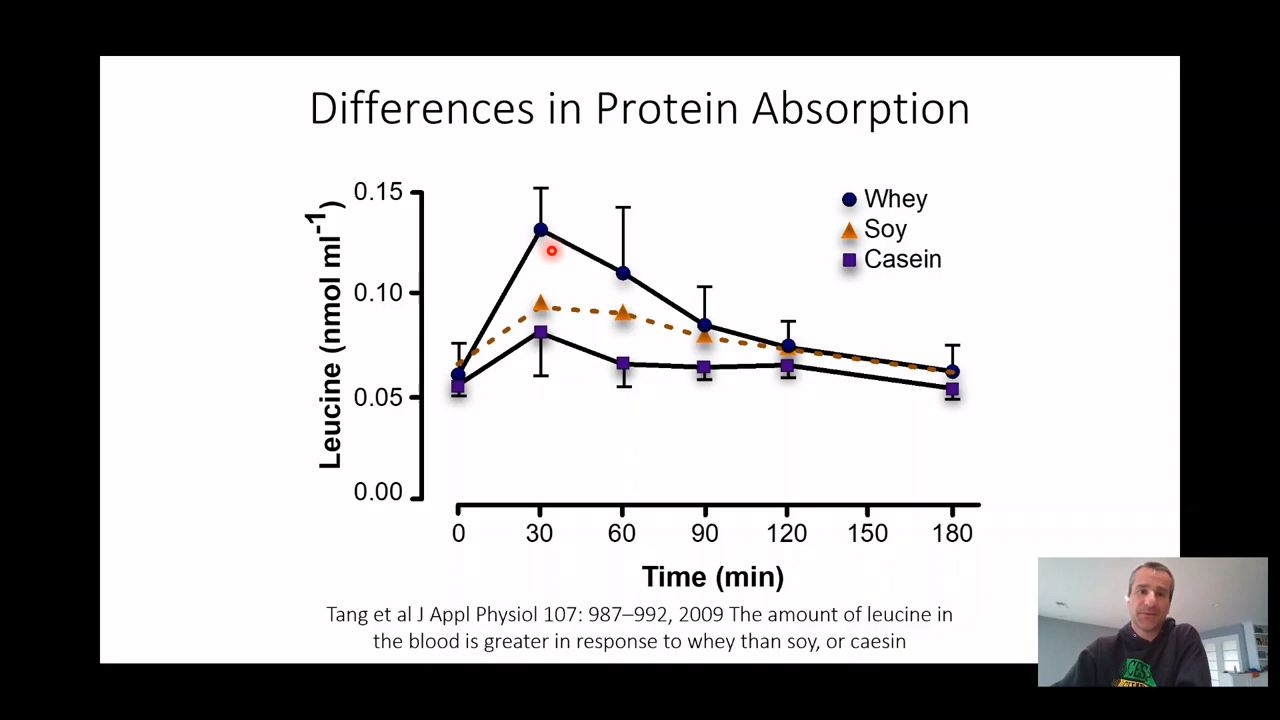 Differences in Protein Absorption
Leucine (nmol ml-1)
0.15
0.10
0.05
0.00
Whey
Soy
Casein
0 30 60 90 120 150 180
Time (min)
Tang et al J Appl Physiol 107: 987–992, 2009 The amount of leucine in
the blood is greater in response to whey than soy, or caesin